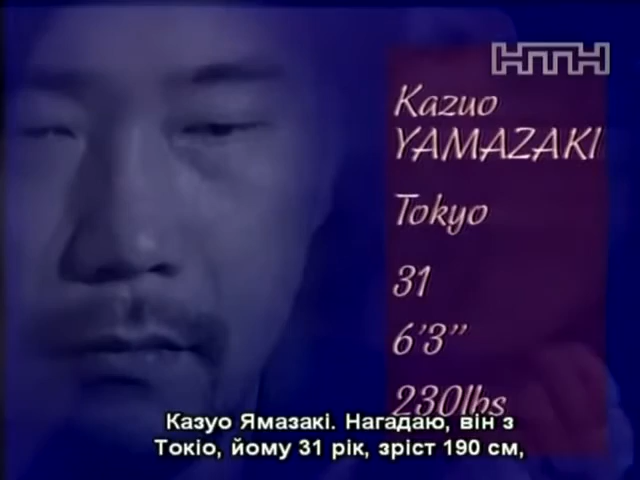 НТН
Kazuo
YAMAZAKI
Tokyo
31
6'3"
230lbs
Казуо Ямазакі. Нагадаю, він з
Токіо, йому 31 рік, зріст 190 см,